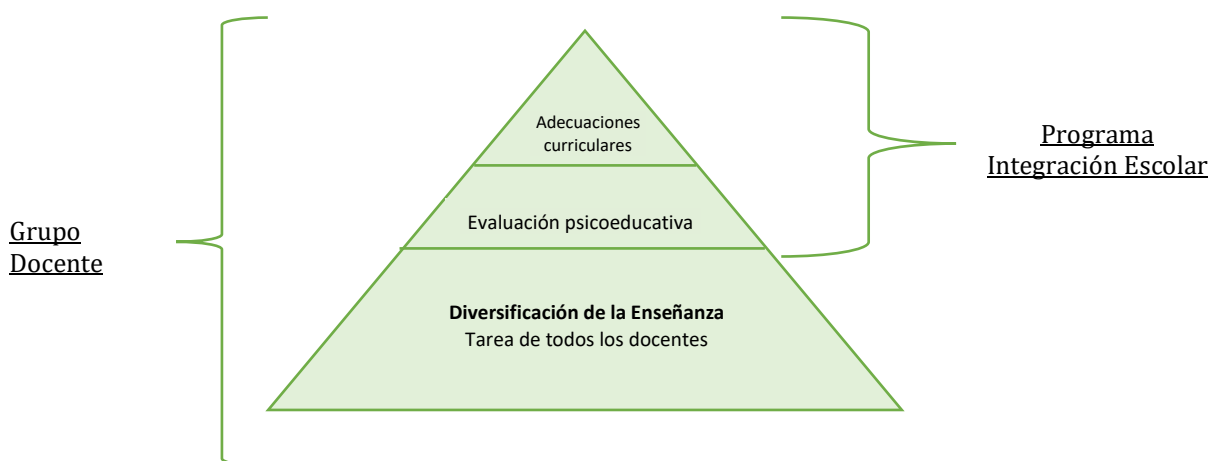 Adecuaciones
curriculares
Programa
Integración Escolar
Evaluación psicoeducativa
Grupo
Docente
Diversificación de la Enseñanza
Tarea de todos los docentes